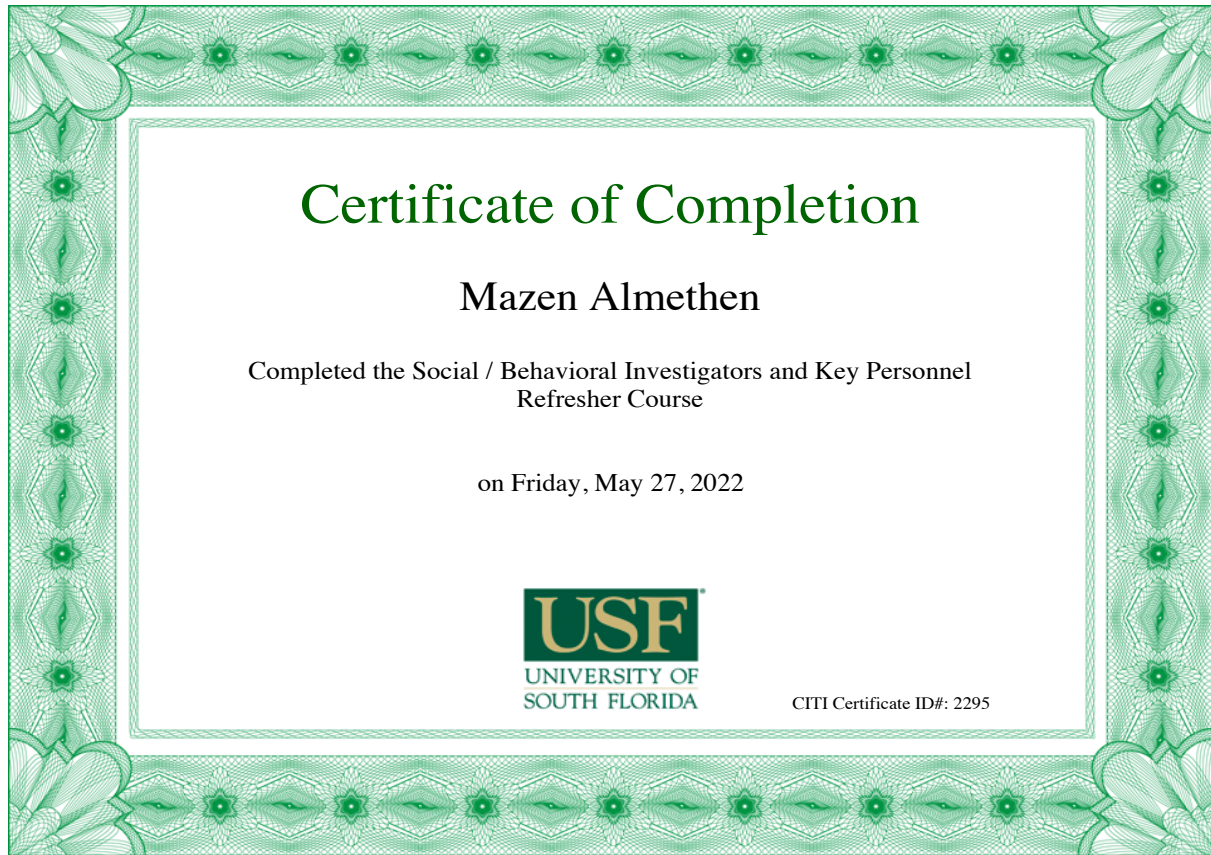 Certificate of Completion
Mazen Almethen
Completed the Social / Behavioral Investigators and Key Personnel
Refresher Course
on Friday, May 27, 2022
USF®
UNIVERSITY OF
SOUTH FLORIDA
CITI Certificate ID#: 2295